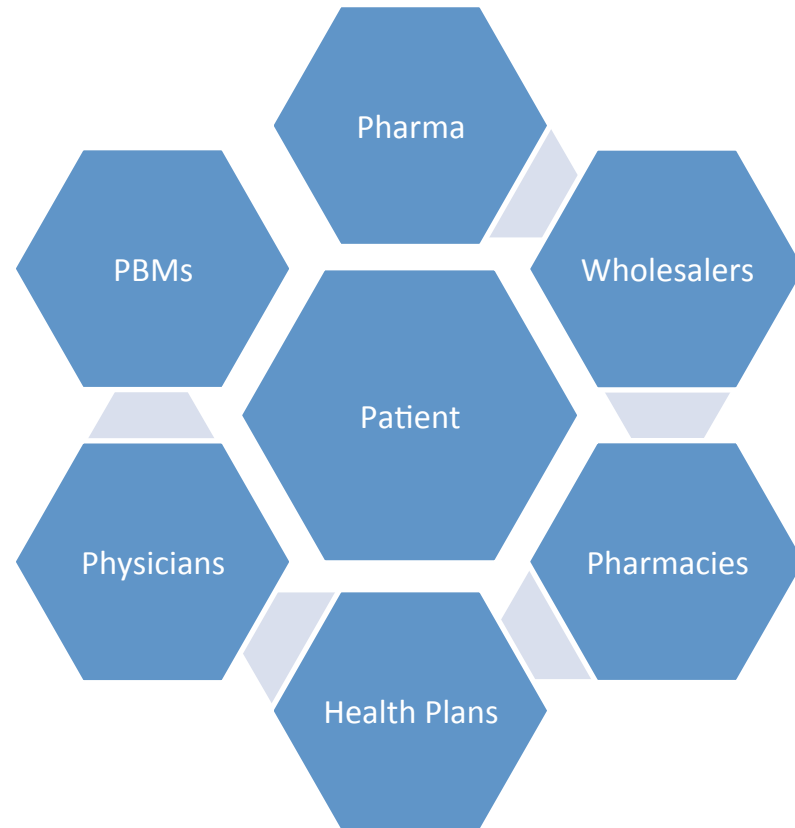 Pharma
PBMs
Wholesalers
Patient
Physicians
Pharmacies
Health Plans